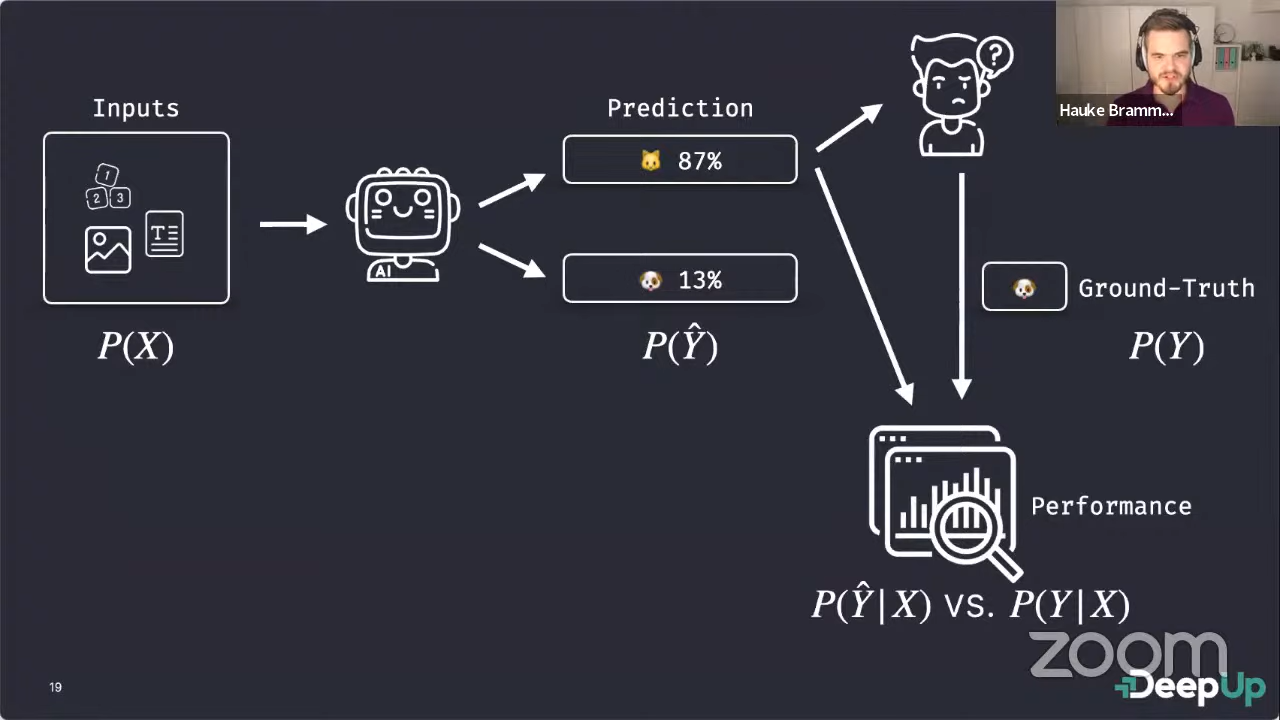 Inputs
1
2 3
T
P(X)
AI
Prediction
87%
13%
P(Ŷ)
?
Hauke Bramm...
Ground-Truth
P(Y)
Performance
P(Ŷ|X) vs. P(Y|X)
zoom
DeepUp
19